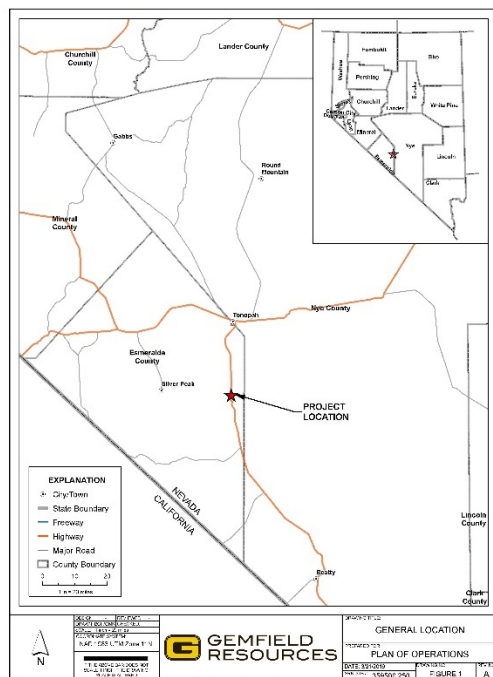 Lander County
Churchill
County
Gabbs
Round
Mountain
Mineral
County
Tonopah
Nye County
Esmeralda
County
Silver Peak
PROJECT
LOCATION
NEVADA
CALIFORNIA
Lincoln
County
Beatty
Clark
County
Washoe
Humboldt
Elko
Pershing
Churchill
Lander
Eureka
White Pine
Mineral
Nye
Lincoln
Clark
EXPLANATION
City/Town
State Boundary
Freeway
Highway
Major Road
County Boundary
0 10 20
N
GEMFIELD
RESOURCES
GENERAL LOCATION
PLAN OF OPERATIONS
FIGURE 1
A